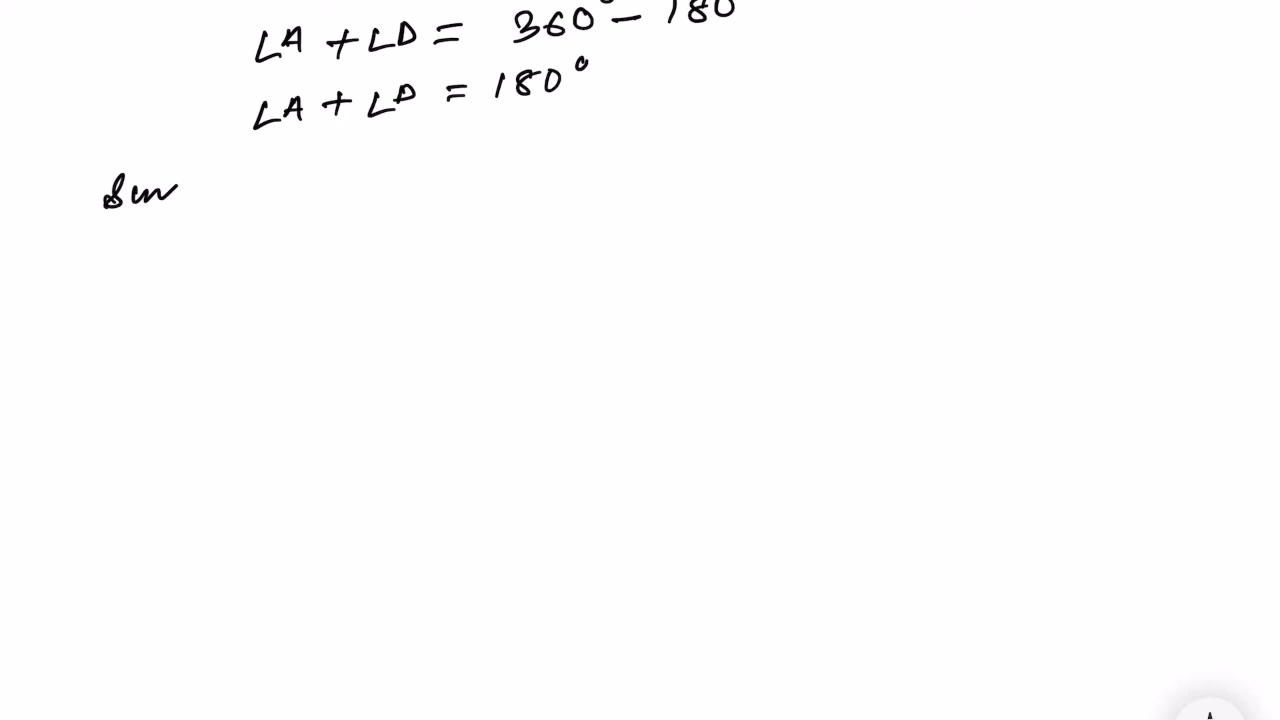 ∠A + ∠D = 360° - 180
∠A + ∠D = 180°